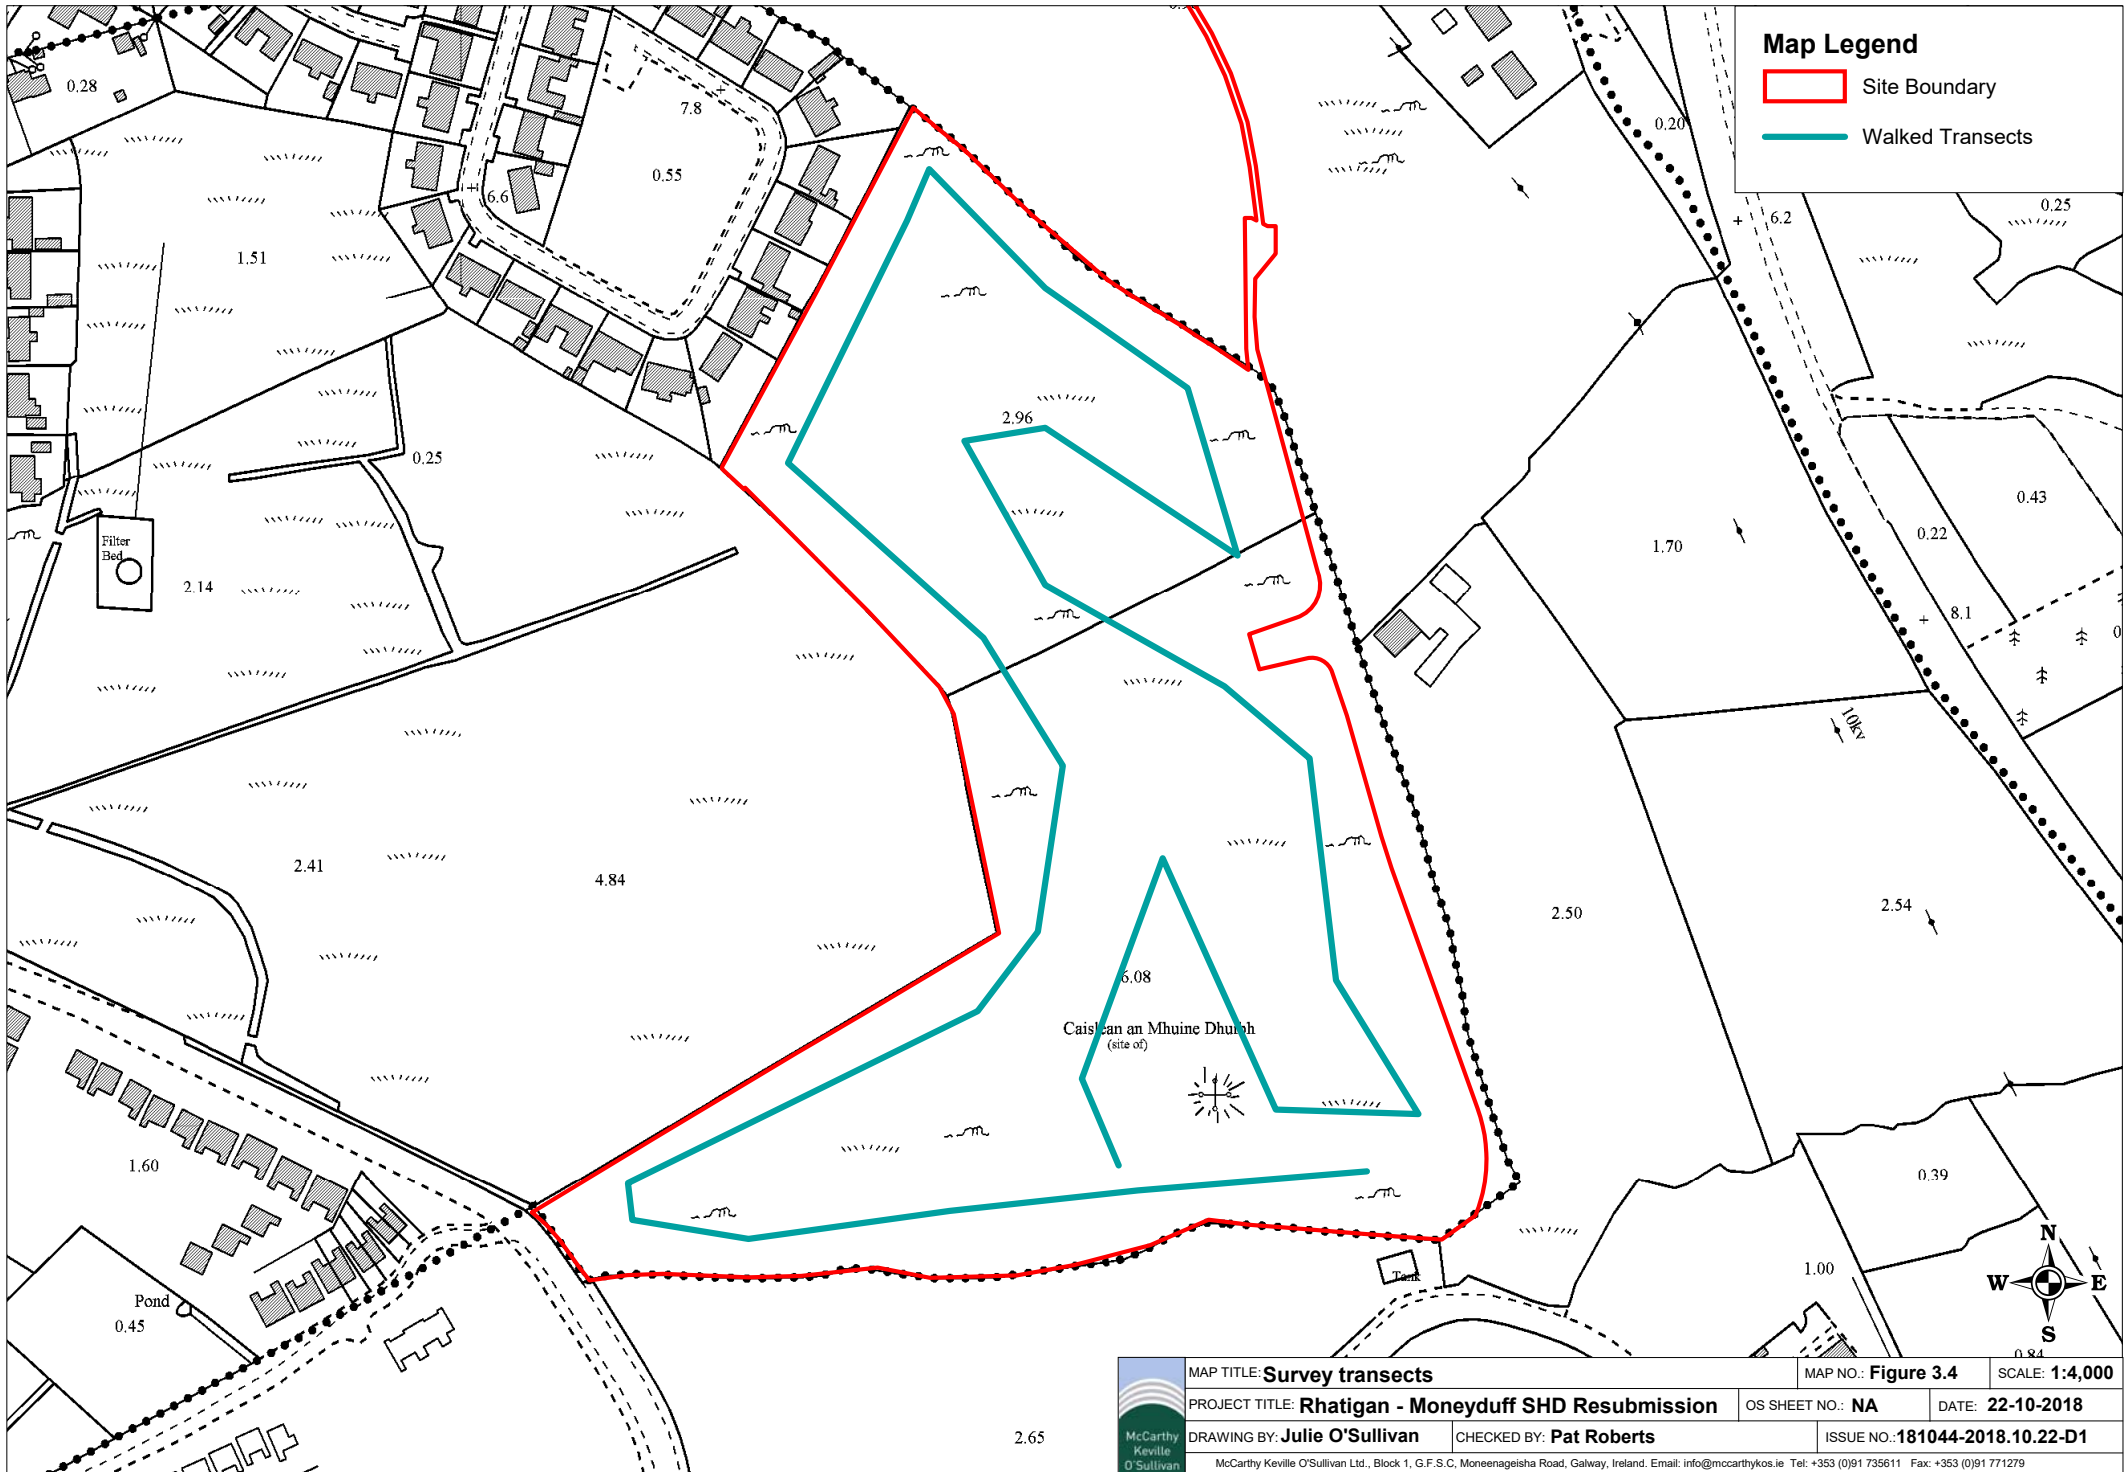 Map Legend
Site Boundary
Walked Transects
0.28
7.8
0.55
6.6
1.51
0.20
6.2
0.25
2.96
0.25
0.43
0.22
Filter
Bed
2.14
1.70
8.1
10kv
2.41
4.84
2.50
2.54
6.08
(site of)
1.60
0.39
Pond
0.45
Tank
1.00
0.84
2.65
N
W E
S
MAP TITLE: Survey transects
MAP NO.: Figure 3.4
SCALE: 1:4,000
PROJECT TITLE: Rhatigan - Moneyduff SHD Resubmission
OS SHEET NO.: NA
DATE: 22-10-2018
DRAWING BY: Julie O'Sullivan
CHECKED BY: Pat Roberts
ISSUE NO.: 181044-2018.10.22-D1
McCarthy
Keville
O'Sullivan
McCarthy Keville O'Sullivan Ltd., Block 1, G.F.S.C, Moneenageisha Road, Galway, Ireland. Email: info@mccarthykos.ie Tel: +353 (0)91 735611 Fax: +353 (0)91 771279